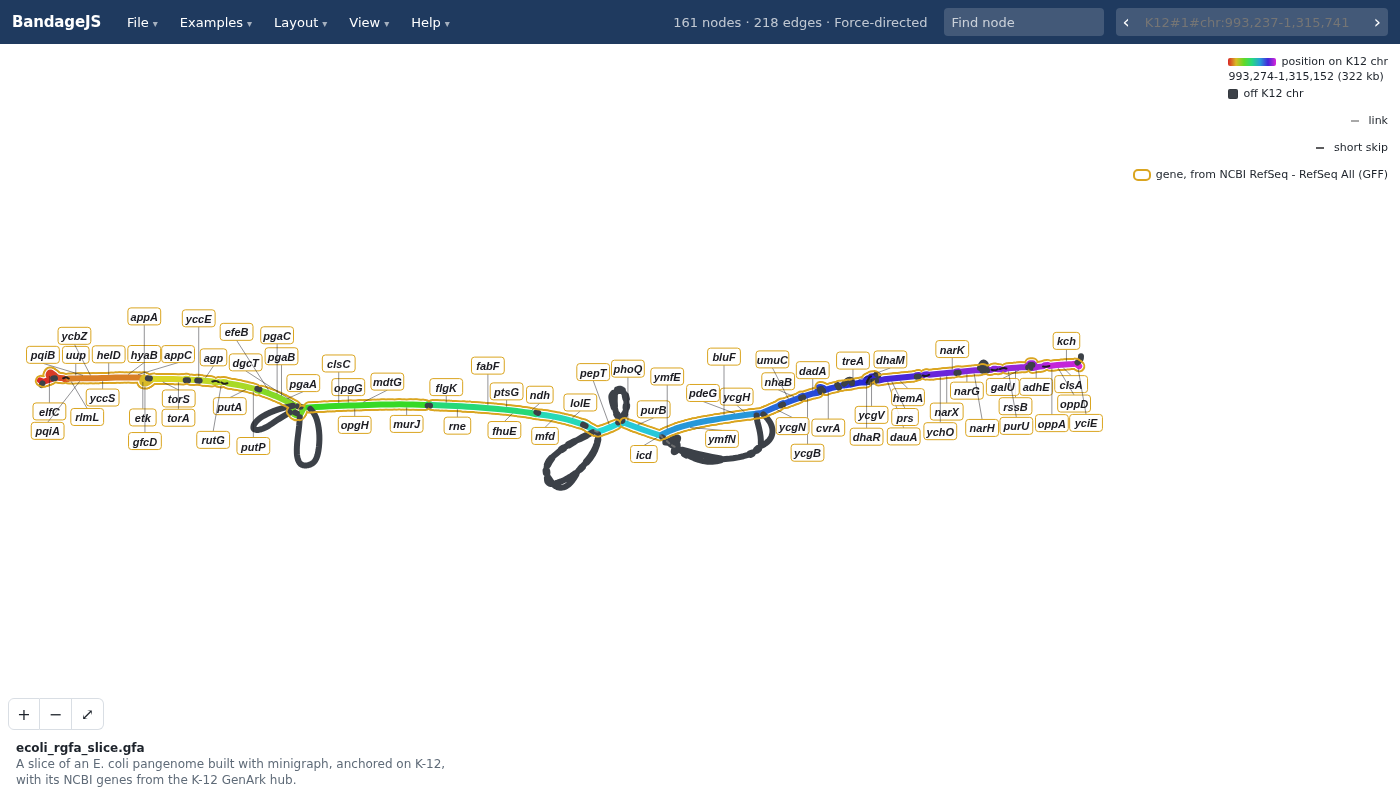 BandageJS File ▾ Examples ▾ Layout ▾ View ▾ Help ▾ 161 nodes · 218 edges · Force-directed Find node ‹ K12#1#chr:993,237-1,315,741 ›
position on K12 chr
993,274-1,315,152 (322 kb)
off K12 chr
link
short skip
gene, from NCBI RefSeq - RefSeq All (GFF)
appA yccE
ycbZ efeB pgaC
kch
pqiB uup helD hyaB appC agp dgcT pgaB
clsC fabF pepT phoQ ymfE bluF umuC dadA treA dhaM narK
pgaA opgG mdtG flgK ptsG ndh lolE purB pdeG ycgH nhaB hemA narG galU adhE clsA
elfC yccS torS putA
pqiA rlmL etk torA opgH murJ rne fhuE mfd ymfN ycgN cvrA ycgV prs narX rssB oppD
gfcD rutG putP icd ycgB dhaR dauA ychO narH purU oppA yciE
+ − ⤢
ecoli_rgfa_slice.gfa
A slice of an E. coli pangenome built with minigraph, anchored on K-12,
with its NCBI genes from the K-12 GenArk hub.